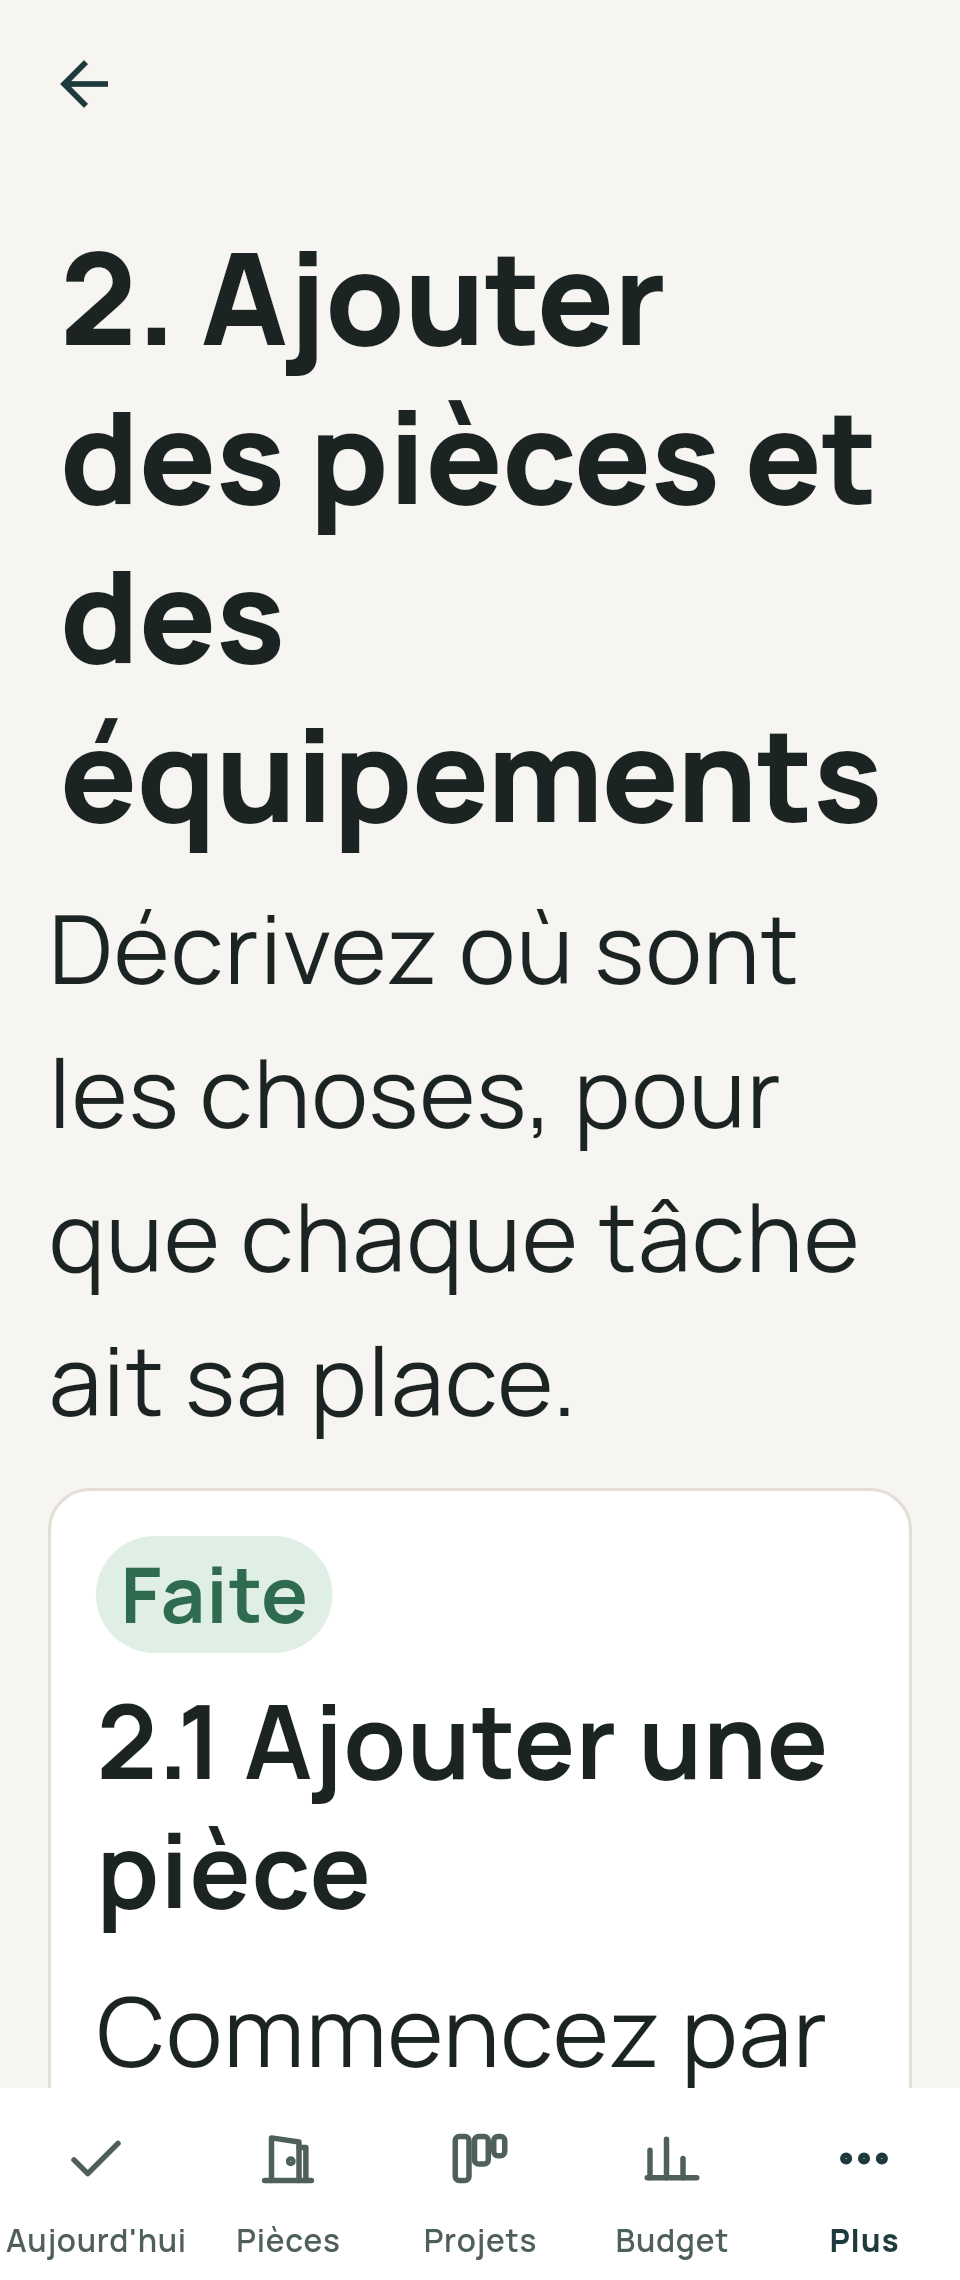 2. Ajouter
des pièces et
des
équipements
Décrivez où sont
les choses, pour
que chaque tâche
ait sa place.
Faite
2.1 Ajouter une
pièce
Commencez par
Aujourd'hui
Pièces
Projets
Budget
Plus